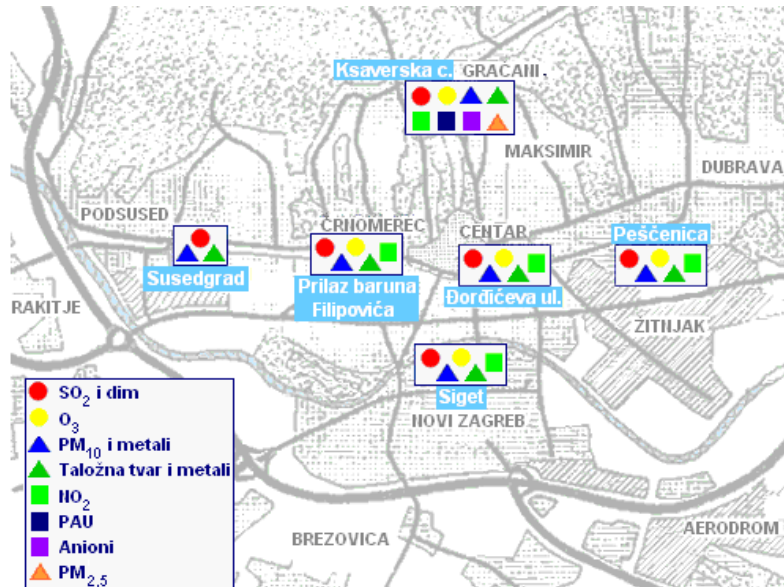 Ksaverska c.
GRAČANI
MAKSIMIR
DUBRAVA
PODSUSED
ČRNOMEREC
CENTAR
Peščenica
Susedgrad
Prilaz baruna
Filipovića
Đorđićeva ul.
RAKITJE
ŽITNJAK
Siget
NOVI ZAGREB
SO2 i dim
O3
PM10 i metali
Taložna tvar i metali
NO2
PAU
Anioni
PM2,5
BREZOVICA
AERODROM